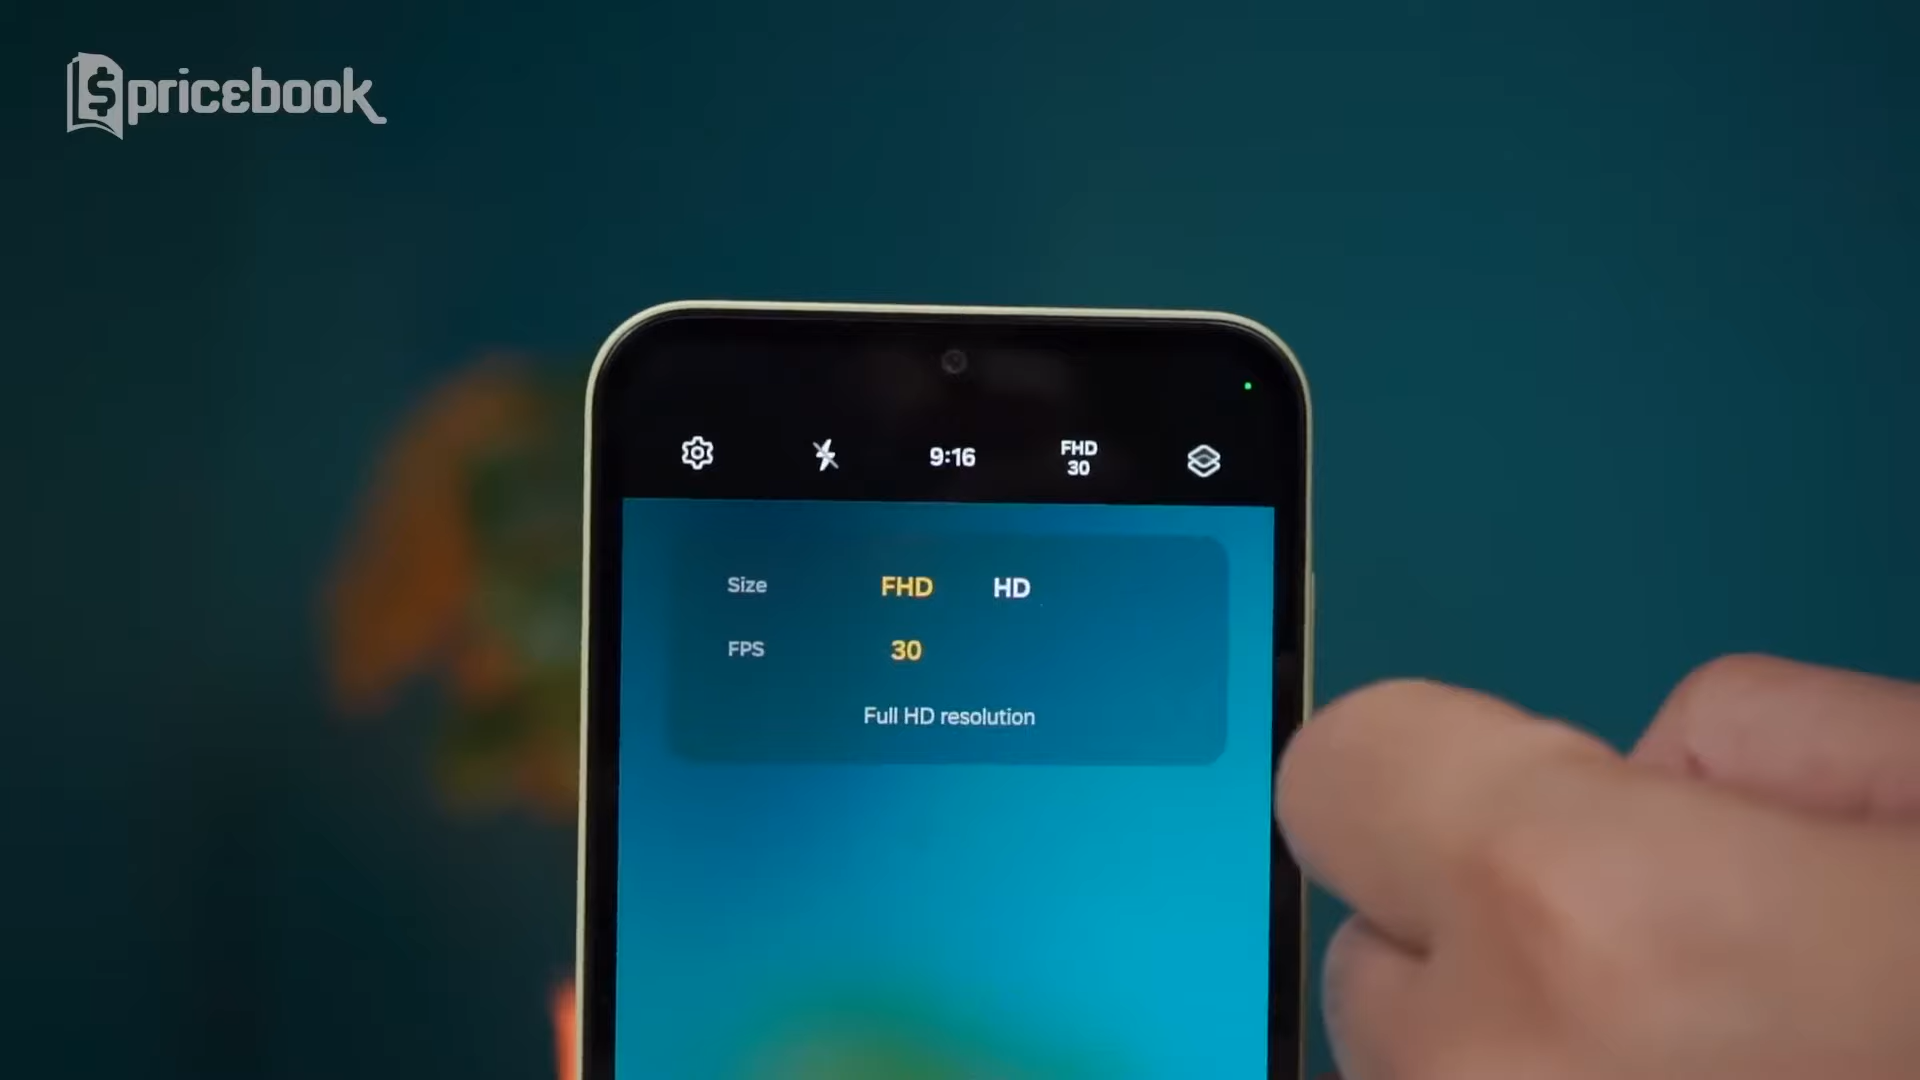 pricebook
9:16
FHD
30
Size FHD HD
FPS 30
Full HD resolution